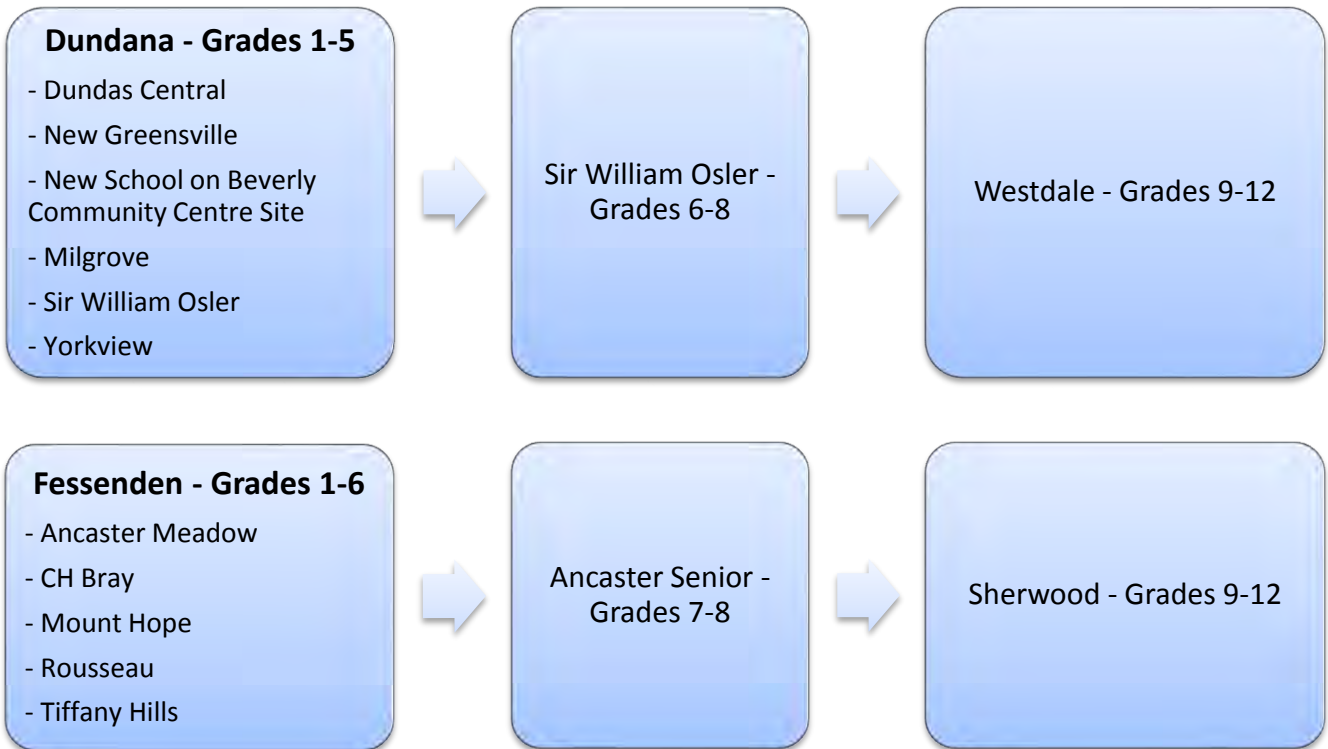 Dundana - Grades 1-5
- Dundas Central
- New Greensville
- New School on Beverly
Community Centre Site
- Milgrove
- Sir William Osler
- Yorkview
Sir William Osler -
Grades 6-8
Westdale - Grades 9-12
Fessenden - Grades 1-6
- Ancaster Meadow
- CH Bray
- Mount Hope
- Rousseau
- Tiffany Hills
Ancaster Senior -
Grades 7-8
Sherwood - Grades 9-12